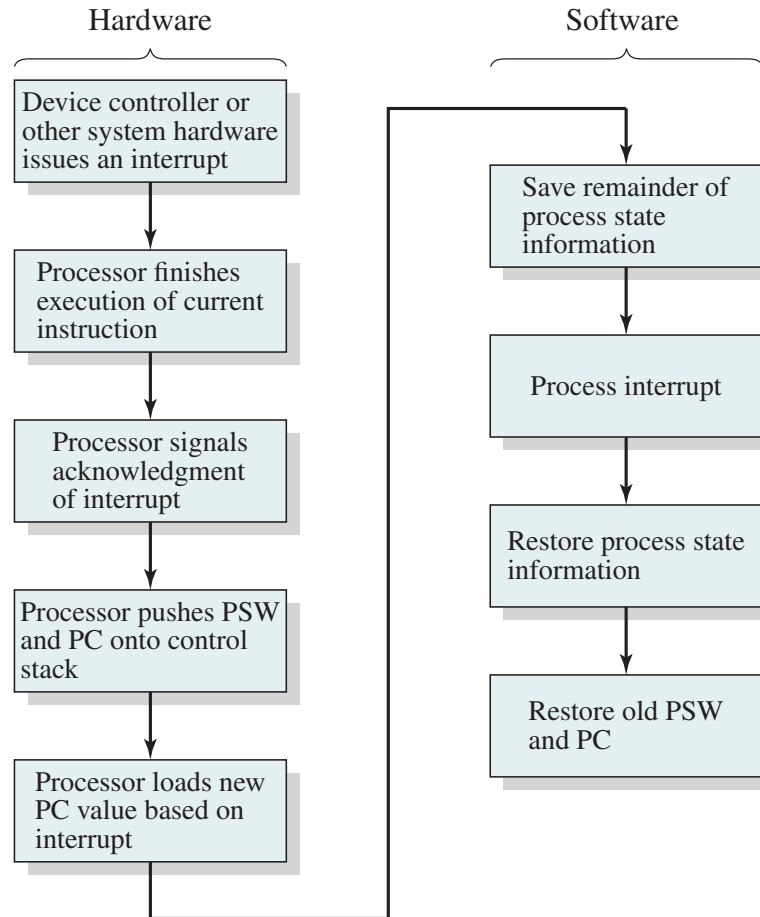 Hardware
Device controller or
other system hardware
issues an interrupt
Processor finishes
execution of current
instruction
Processor signals
acknowledgment
of interrupt
Processor pushes PSW
and PC onto control
stack
Processor loads new
PC value based on
interrupt
Software
Save remainder of
process state
information
Process interrupt
Restore process state
information
Restore old PSW
and PC